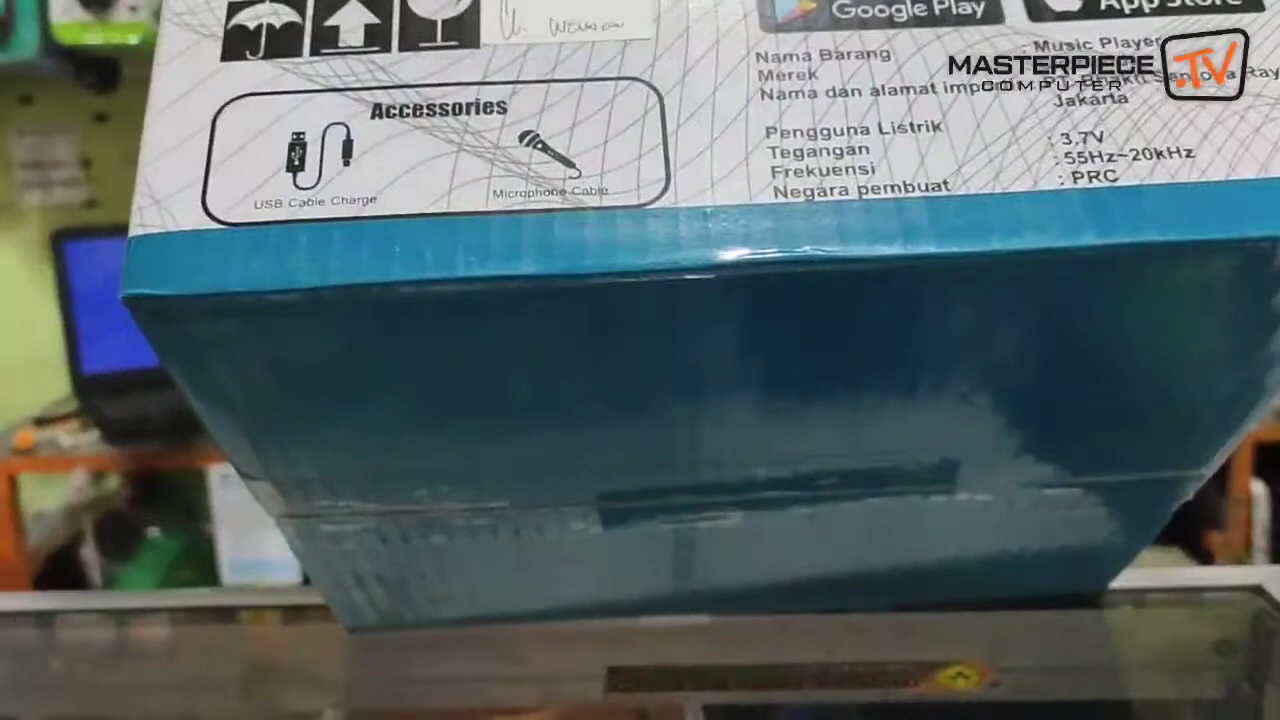 Google Play
App Store
Accessories
USB Cable Charge
Microphone Cable
Nama Barang : Music Player
Merek
Nama dan alamat
Jakarta
Pengguna Listrik
Tegangan : 3,7V
Frekuensi : 55Hz~20kHz
Negara pembuat : PRC
MASTERPIECE
COMPUTER
.TV